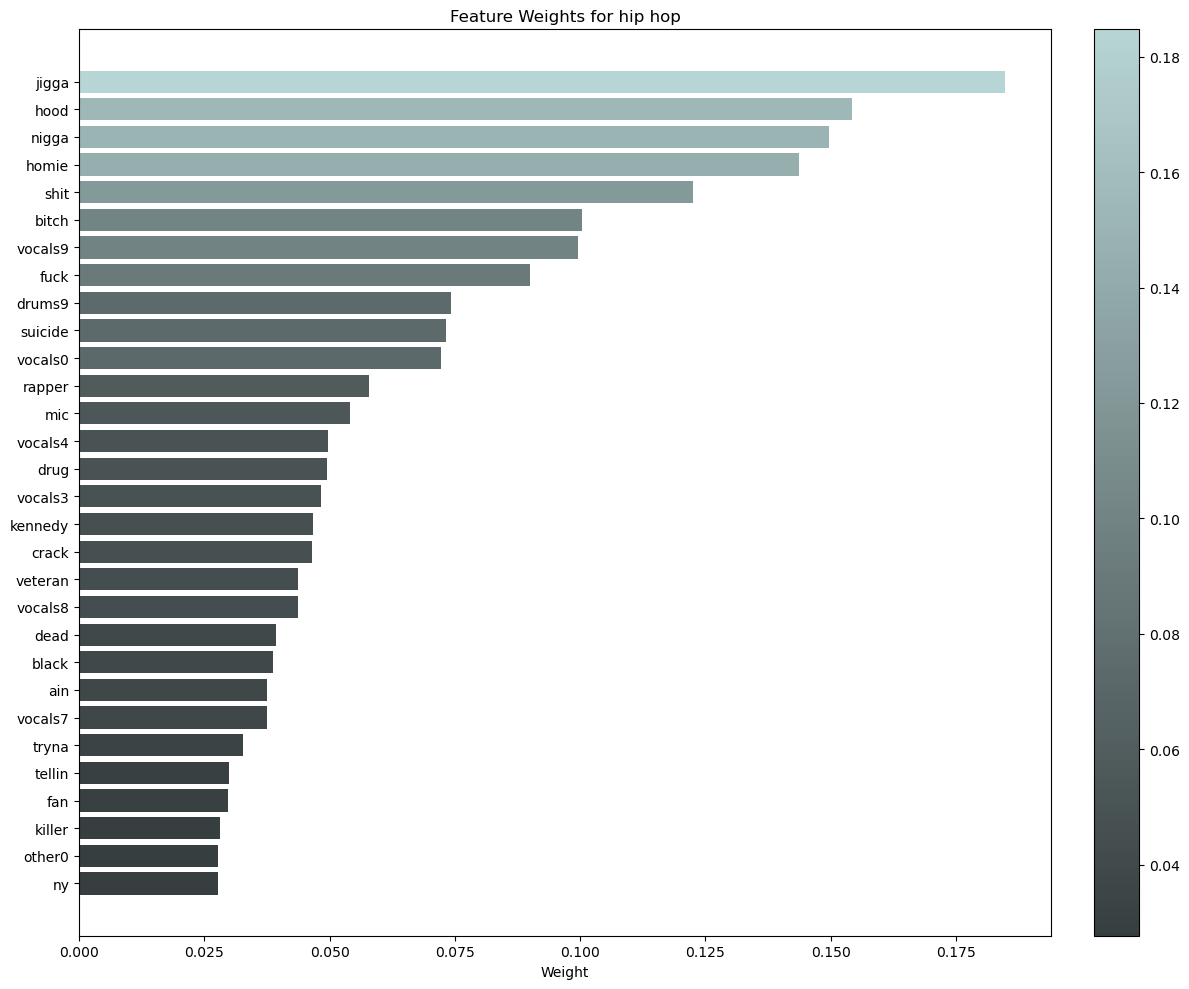 Feature Weights for hip hop
jigga
hood
nigga
homie
shit
bitch
vocals9
fuck
drums9
suicide
vocals0
rapper
mic
vocals4
drug
vocals3
kennedy
crack
veteran
vocals8
dead
black
ain
vocals7
tryna
tellin
fan
killer
other0
ny
0.000 0.025 0.050 0.075 0.100 0.125 0.150 0.175
Weight
0.18
0.16
0.14
0.12
0.10
0.08
0.06
0.04